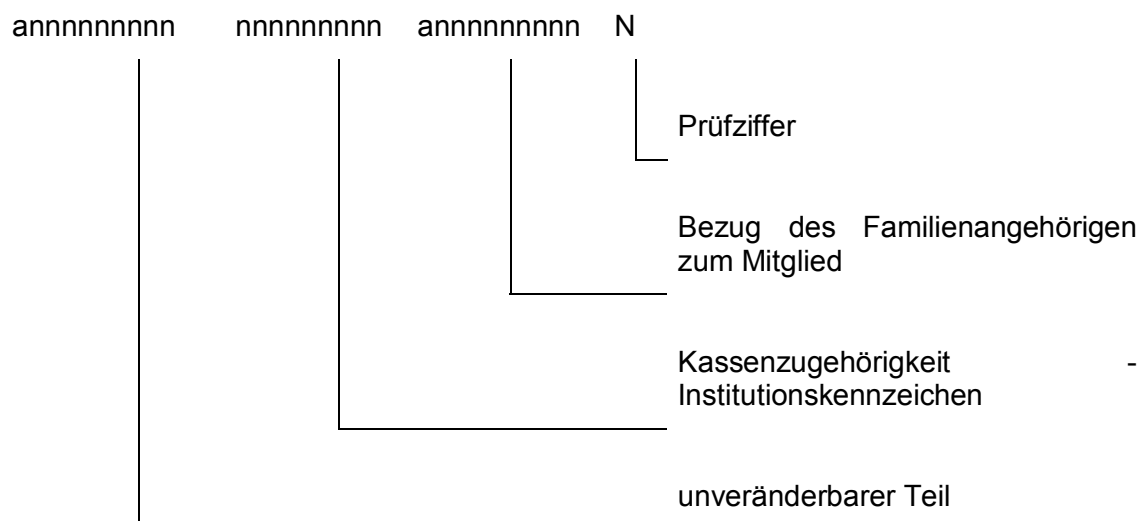 annnnnnnnn nnnnnnnnn annnnnnnnn N
Prüfziffer
Bezug des Familienangehörigen
zum Mitglied
Kassenzugehörigkeit -
Institutionskennzeichen
unveränderbarer Teil